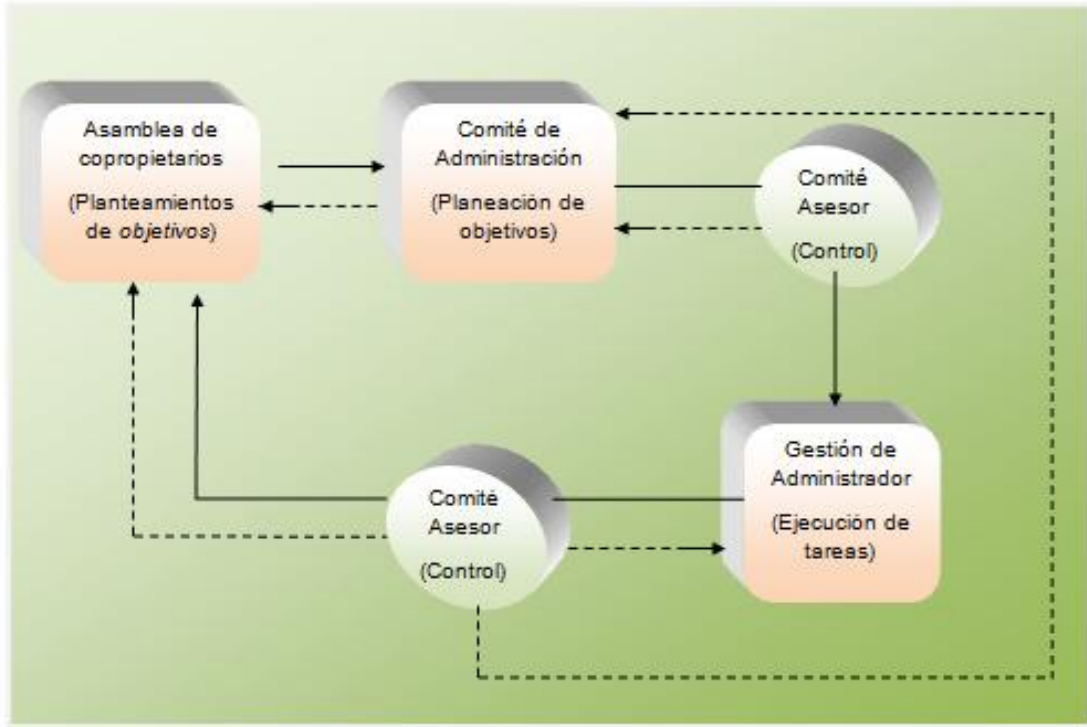 Asamblea de
copropietarios
(Planteamientos
de objetivos)
Comité de
Administración
(Planeación de
objetivos)
Comité
Asesor
(Control)
Gestión de
Administrador
(Ejecución de
tareas)
Comité
Asesor
(Control)